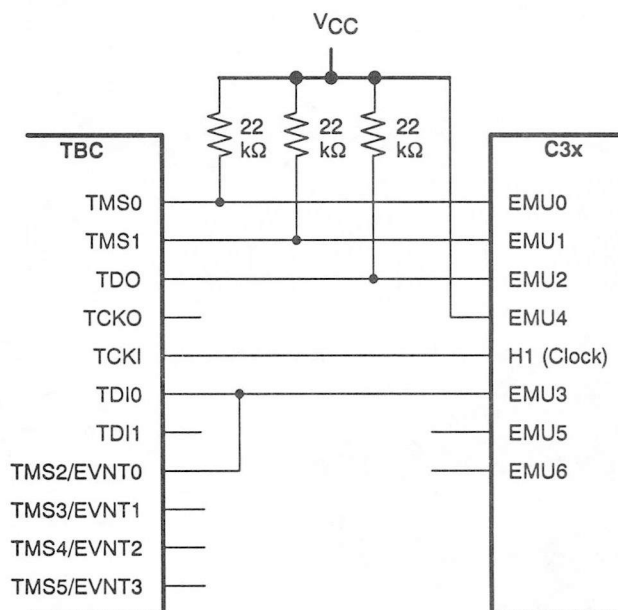 VCC
22 kΩ
22 kΩ
22 kΩ
TBC
C3x
TMS0
EMU0
TMS1
EMU1
TDO
EMU2
TCKO
EMU4
TCKI
H1 (Clock)
TDI0
EMU3
TDI1
EMU5
TMS2/EVNT0
EMU6
TMS3/EVNT1
TMS4/EVNT2
TMS5/EVNT3